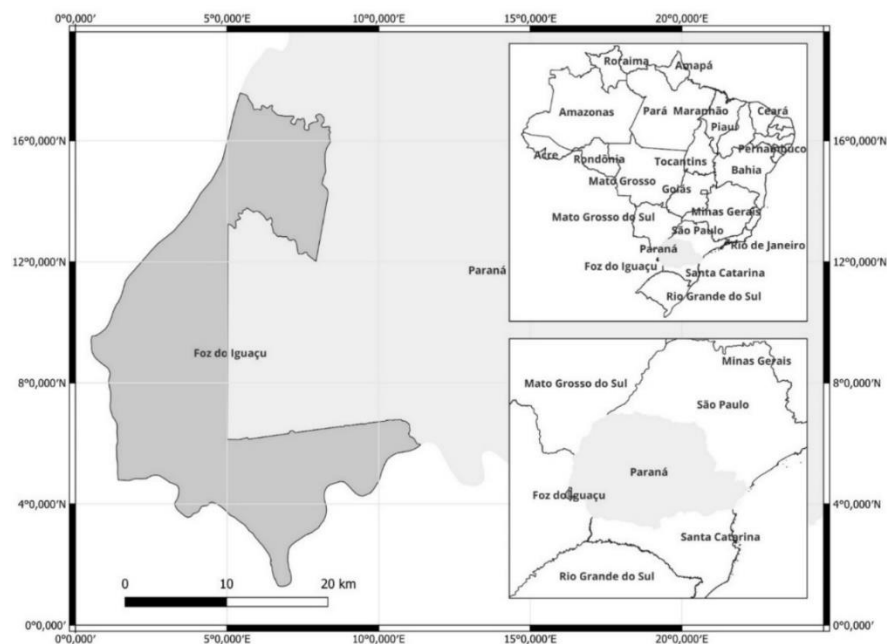 0°0,000'E 5°0,000'E 10°0,000'E 15°0,000'E 20°0,000'E
16°0,000'N
12°0,000'N
8°0,000'N
4°0,000'N
0°0,000'N
Foz do Iguaçu
Paraná
0 10 20 km
Roraima
Amapá
Amazonas
Pará
Maranhão
Ceará
Piauí
Pernambuco
Acre
Rondônia
Tocantins
Bahia
Mato Grosso
Goiás
Mato Grosso do Sul
Minas Gerais
São Paulo
Rio de Janeiro
Paraná
Foz do Iguaçu
Santa Catarina
Rio Grande do Sul
Minas Gerais
Mato Grosso do Sul
São Paulo
Paraná
Foz do Iguaçu
Santa Catarina
Rio Grande do Sul
16°0,000'N
12°0,000'N
8°0,000'N
4°0,000'N
0°0,000'N
0°0,000'E 5°0,000'E 10°0,000'E 15°0,000'E 20°0,000'E